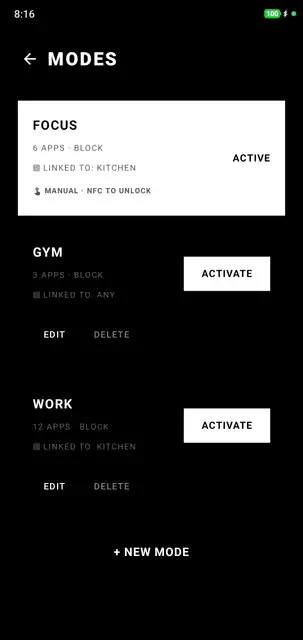 8:16
100
← MODES
FOCUS
6 APPS · BLOCK
LINKED TO: KITCHEN
MANUAL · NFC TO UNLOCK
ACTIVE
GYM
3 APPS · BLOCK
LINKED TO: ANY
ACTIVATE
EDIT DELETE
WORK
12 APPS · BLOCK
LINKED TO: KITCHEN
ACTIVATE
EDIT DELETE
+ NEW MODE